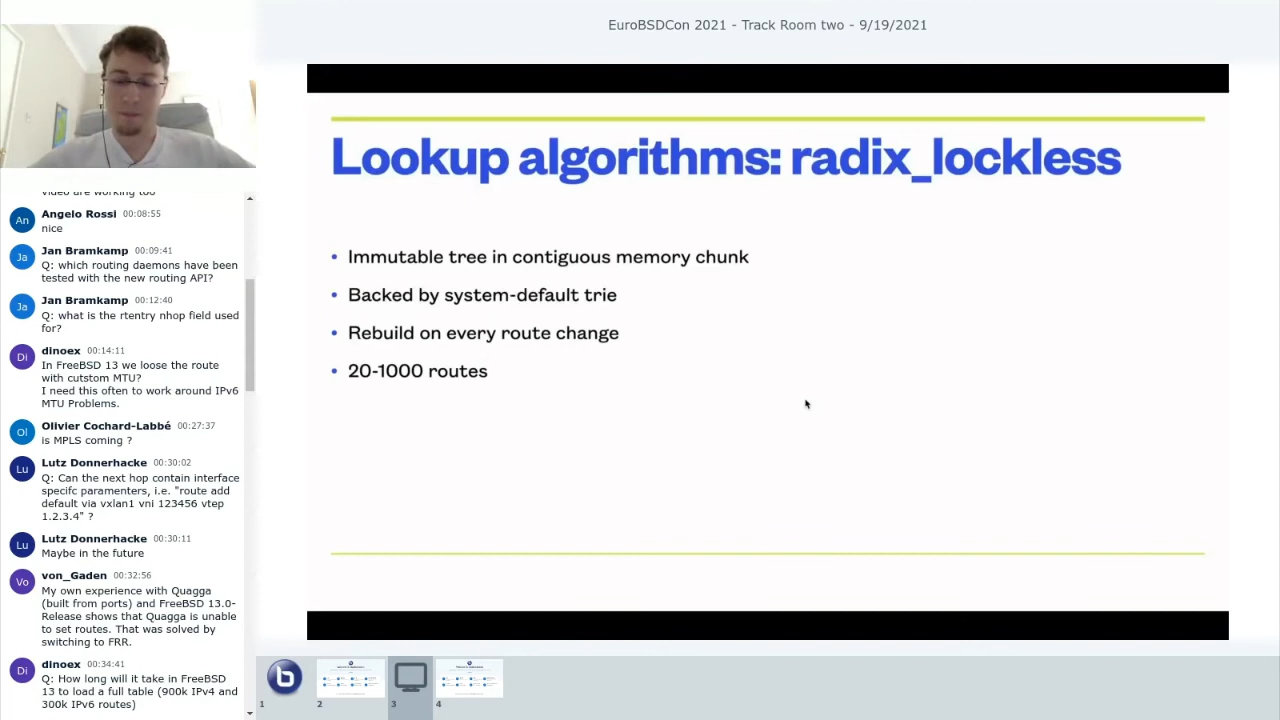 EuroBSDCon 2021 - Track Room two - 9/19/2021
video are working too
An
Angelo Rossi 00:08:55
nice
Ja
Jan Bramkamp 00:09:41
Q: which routing daemons have been
tested with the new routing API?
Ja
Jan Bramkamp 00:12:40
Q: what is the rtentry nhop field used
for?
Di
dinoex 00:14:11
In FreeBSD 13 we loose the route
with cutstom MTU?
I need this often to work around IPv6
MTU Problems.
Ol
Olivier Cochard-Labbé 00:27:37
is MPLS coming ?
Lu
Lutz Donnerhacke 00:30:02
Q: Can the next hop contain interface
specifc paramenters, i.e. "route add
default via vxlan1 vni 123456 vtep
1.2.3.4" ?
Lu
Lutz Donnerhacke 00:30:11
Maybe in the future
Vo
von_Gaden 00:32:56
My own experience with Quagga
(built from ports) and FreeBSD 13.0-
Release shows that Quagga is unable
to set routes. That was solved by
switching to FRR.
Di
dinoex 00:34:41
Q: How long will it take in FreeBSD
13 to load a full table (900k IPv4 and
300k IPv6 routes)
Lookup algorithms: radix_lockless
• Immutable tree in contiguous memory chunk
• Backed by system-default trie
• Rebuild on every route change
• 20-1000 routes
b
1
2
3
4